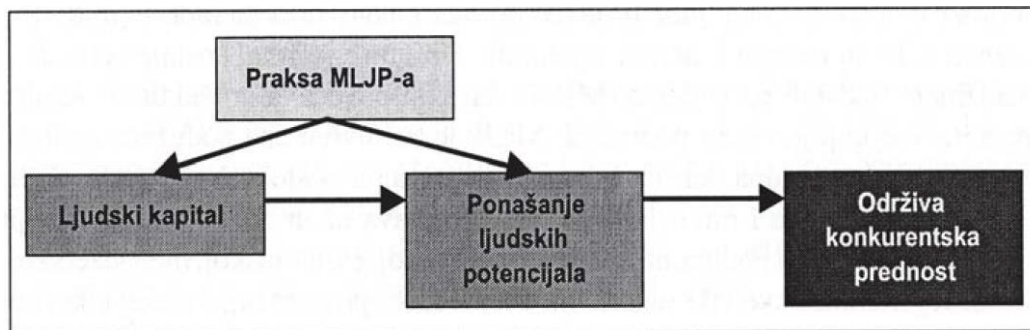 Praksa MLJP-a
Ljudski kapital
Ponašanje
ljudskih
potencijala
Održiva
konkurentska
prednost